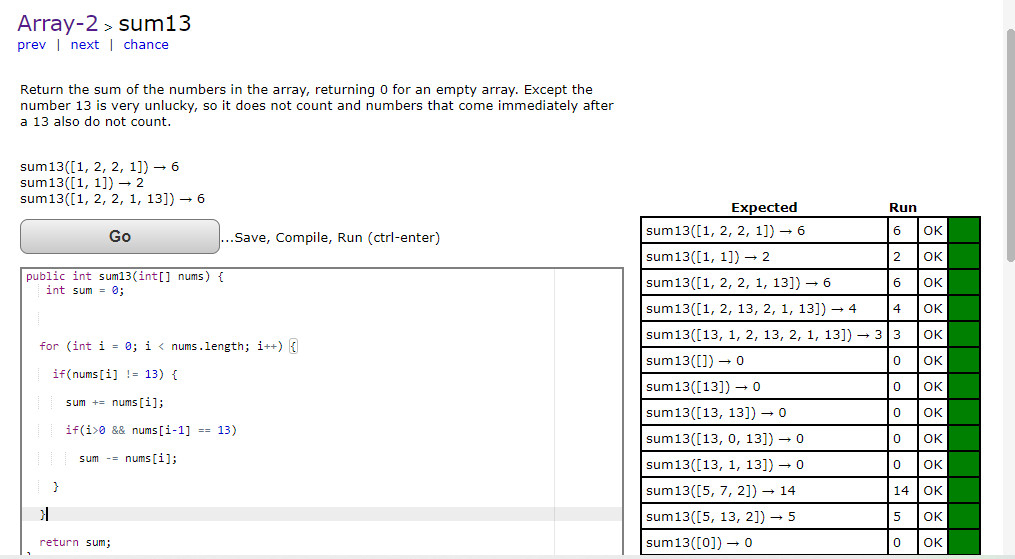 Array-2 > sum13
prev | next | chance
Return the sum of the numbers in the array, returning 0 for an empty array. Except the
number 13 is very unlucky, so it does not count and numbers that come immediately after
a 13 also do not count.
sum13([1, 2, 2, 1]) → 6
sum13([1, 1]) → 2
sum13([1, 2, 2, 1, 13]) → 6
Go ...Save, Compile, Run (ctrl-enter)
public int sum13(int[] nums) {
int sum = 0;
for (int i = 0; i < nums.length; i++) {
if(nums[i] != 13) {
sum += nums[i];
if(i>0 && nums[i-1] == 13)
sum -= nums[i];
}
}
return sum;
Expected Run
sum13([1, 2, 2, 1]) → 6 6 OK
sum13([1, 1]) → 2 2 OK
sum13([1, 2, 2, 1, 13]) → 6 6 OK
sum13([1, 2, 13, 2, 1, 13]) → 4 4 OK
sum13([13, 1, 2, 13, 2, 1, 13]) → 3 3 OK
sum13([]) → 0 0 OK
sum13([13]) → 0 0 OK
sum13([13, 13]) → 0 0 OK
sum13([13, 0, 13]) → 0 0 OK
sum13([13, 1, 13]) → 0 0 OK
sum13([5, 7, 2]) → 14 14 OK
sum13([5, 13, 2]) → 5 5 OK
sum13([0]) → 0 0 OK